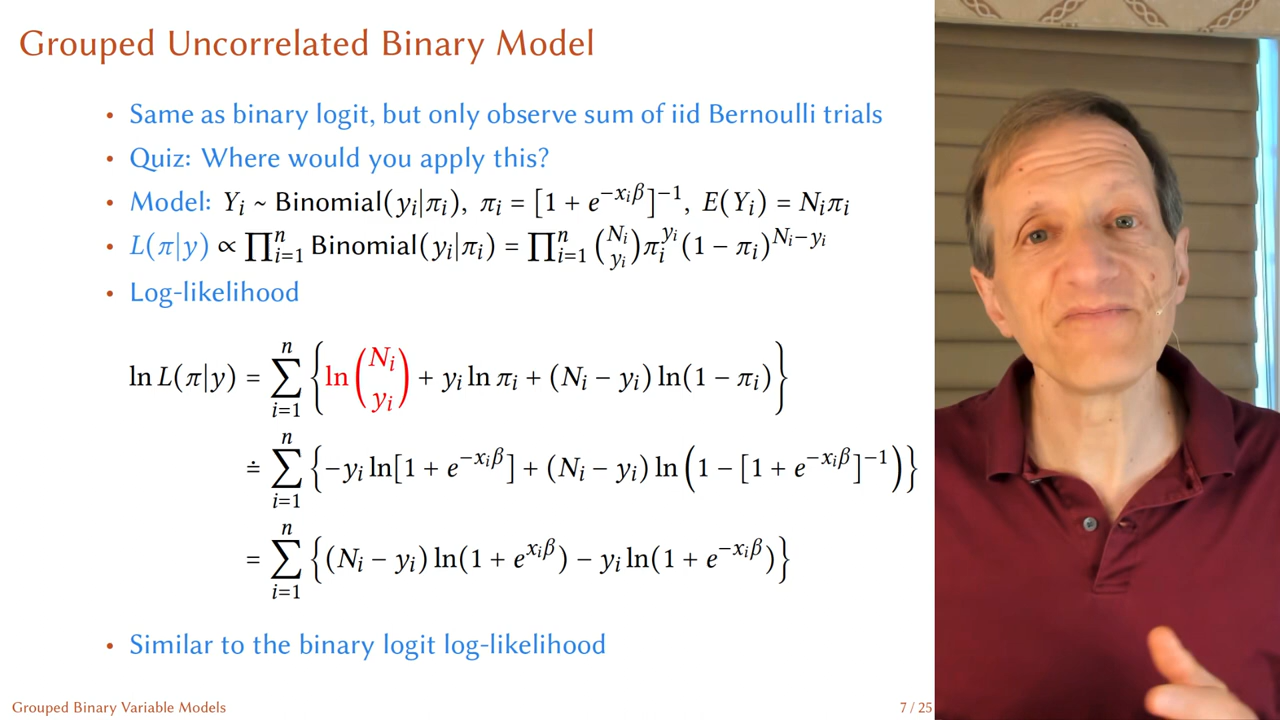 Grouped Uncorrelated Binary Model
• Same as binary logit, but only observe sum of iid Bernoulli trials
• Quiz: Where would you apply this?
• Model: Y_i ~ Binomial(y_i|π_i), π_i = [1 + e^{−x_iβ}]^{−1}, E(Y_i) = N_iπ_i
• L(π|y) ∝ ∏_{i=1}^{n} Binomial(y_i|π_i) = ∏_{i=1}^{n} (N_i y_i) π_i^{y_i}(1 − π_i)^{N_i−y_i}
• Log-likelihood
ln L(π|y) = ∑_{i=1}^{n} {ln (N_i y_i) + y_i ln π_i + (N_i − y_i) ln(1 − π_i)}
≐ ∑_{i=1}^{n} {−y_i ln[1 + e^{−x_iβ}] + (N_i − y_i) ln (1 − [1 + e^{−x_iβ}]^{−1})}
= ∑_{i=1}^{n} {(N_i − y_i) ln(1 + e^{x_iβ}) − y_i ln(1 + e^{−x_iβ})}
• Similar to the binary logit log-likelihood
Grouped Binary Variable Models
7 / 25